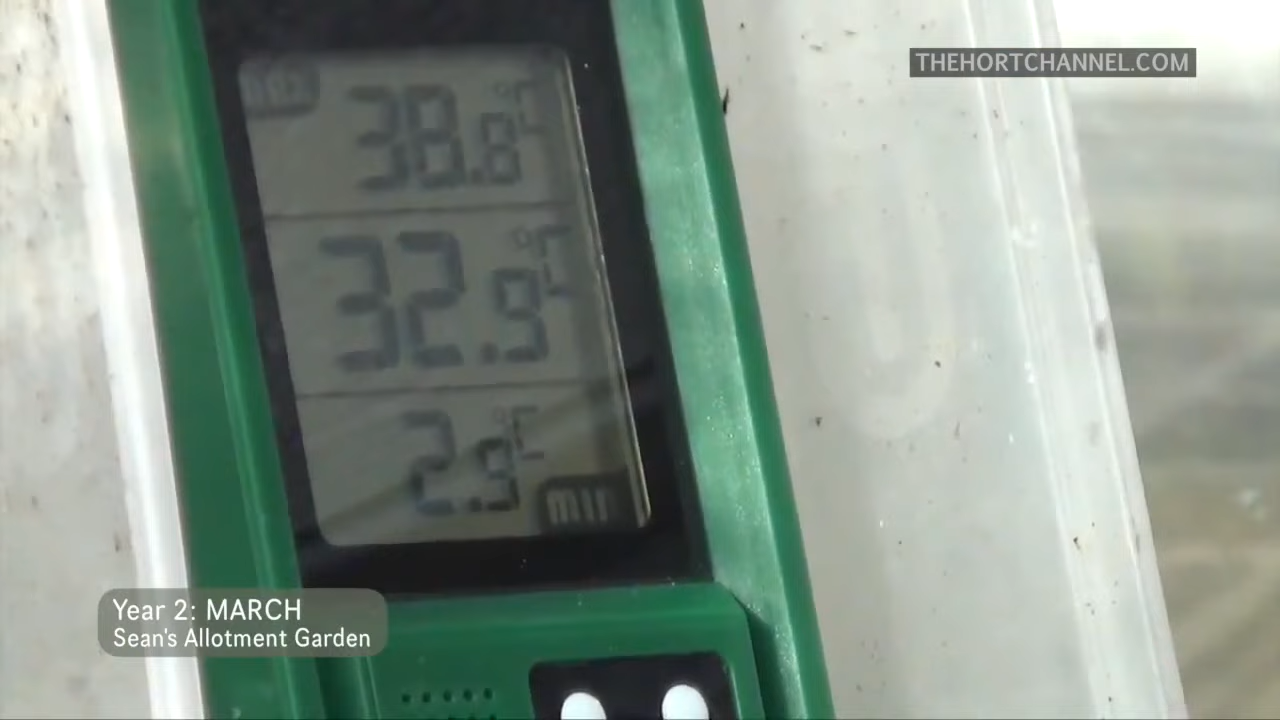 THEHORTCHANNEL.COM
38.8
32.9
2.9
min
Year 2: MARCH
Sean's Allotment Garden